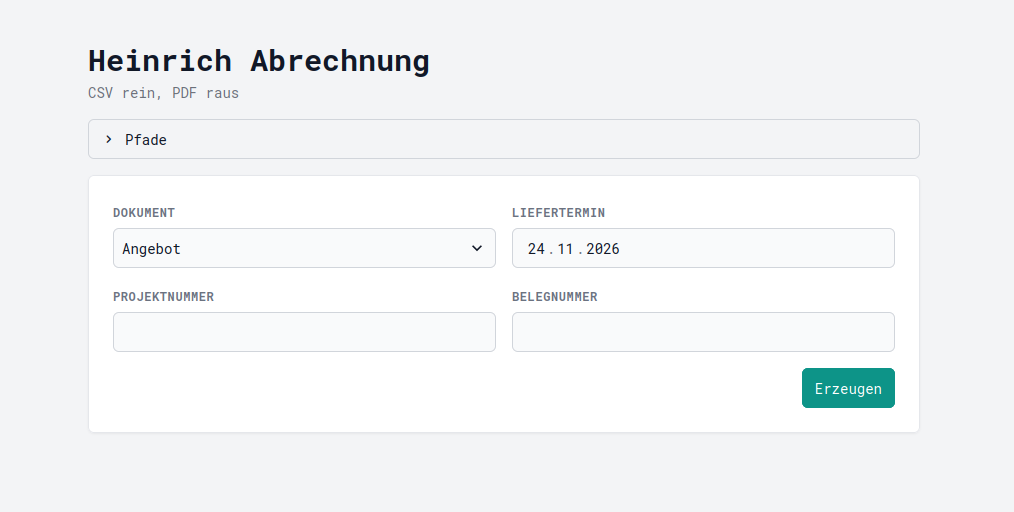 Heinrich Abrechnung
CSV rein, PDF raus
Pfade
DOKUMENT
LIEFERTERMIN
Angebot
24.11.2026
PROJEKTNUMMER
BELEGNUMMER
Erzeugen